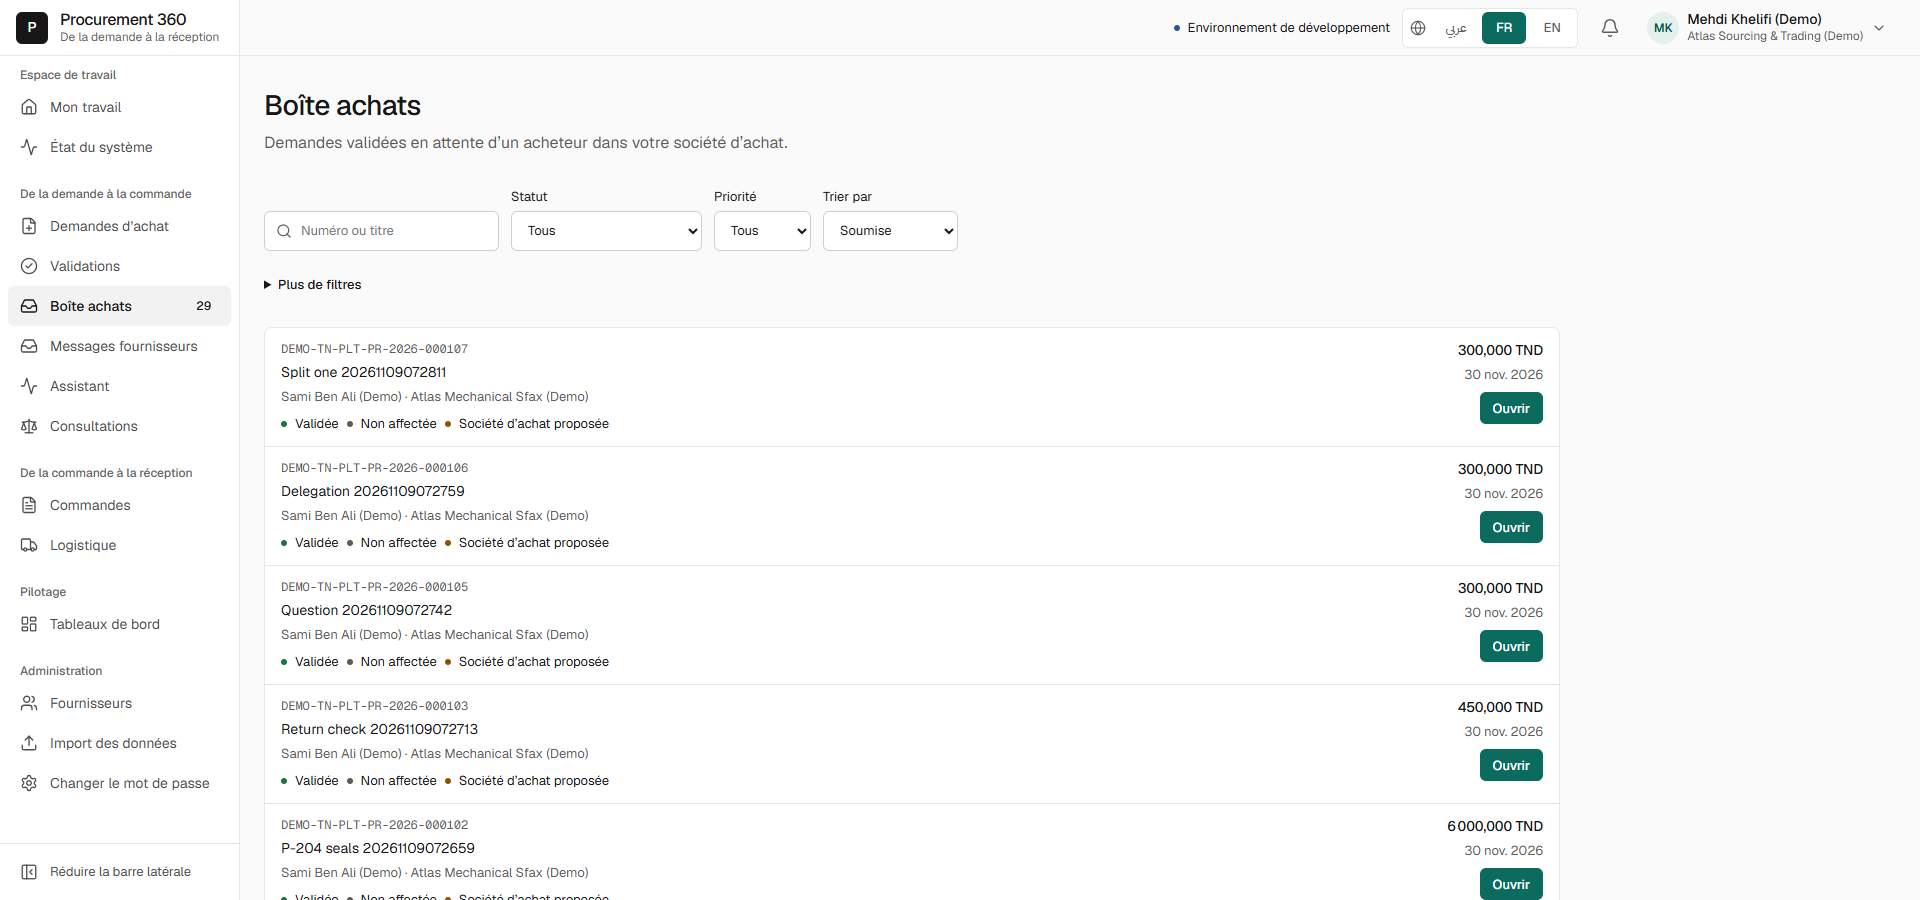 P
Procurement 360
De la demande à la réception
Environnement de développement
عربي
FR
EN
MK
Mehdi Khelifi (Demo)
Atlas Sourcing & Trading (Demo)
Espace de travail
Mon travail
État du système
De la demande à la commande
Demandes d'achat
Validations
Boîte achats
29
Messages fournisseurs
Assistant
Consultations
De la commande à la réception
Commandes
Logistique
Pilotage
Tableaux de bord
Administration
Fournisseurs
Import des données
Changer le mot de passe
Réduire la barre latérale
Boîte achats
Demandes validées en attente d’un acheteur dans votre société d’achat.
Numéro ou titre
Statut
Tous
Priorité
Tous
Trier par
Soumise
Plus de filtres
DEMO-TN-PLT-PR-2026-000107
Split one 20261109072811
Sami Ben Ali (Demo) · Atlas Mechanical Sfax (Demo)
Validée Non affectée Société d’achat proposée
300,000 TND
30 nov. 2026
Ouvrir
DEMO-TN-PLT-PR-2026-000106
Delegation 20261109072759
Sami Ben Ali (Demo) · Atlas Mechanical Sfax (Demo)
Validée Non affectée Société d’achat proposée
300,000 TND
30 nov. 2026
Ouvrir
DEMO-TN-PLT-PR-2026-000105
Question 20261109072742
Sami Ben Ali (Demo) · Atlas Mechanical Sfax (Demo)
Validée Non affectée Société d’achat proposée
300,000 TND
30 nov. 2026
Ouvrir
DEMO-TN-PLT-PR-2026-000103
Return check 20261109072713
Sami Ben Ali (Demo) · Atlas Mechanical Sfax (Demo)
Validée Non affectée Société d’achat proposée
450,000 TND
30 nov. 2026
Ouvrir
DEMO-TN-PLT-PR-2026-000102
P-204 seals 20261109072659
Sami Ben Ali (Demo) · Atlas Mechanical Sfax (Demo)
Validée Non affectée Société d’achat proposée
6 000,000 TND
30 nov. 2026
Ouvrir